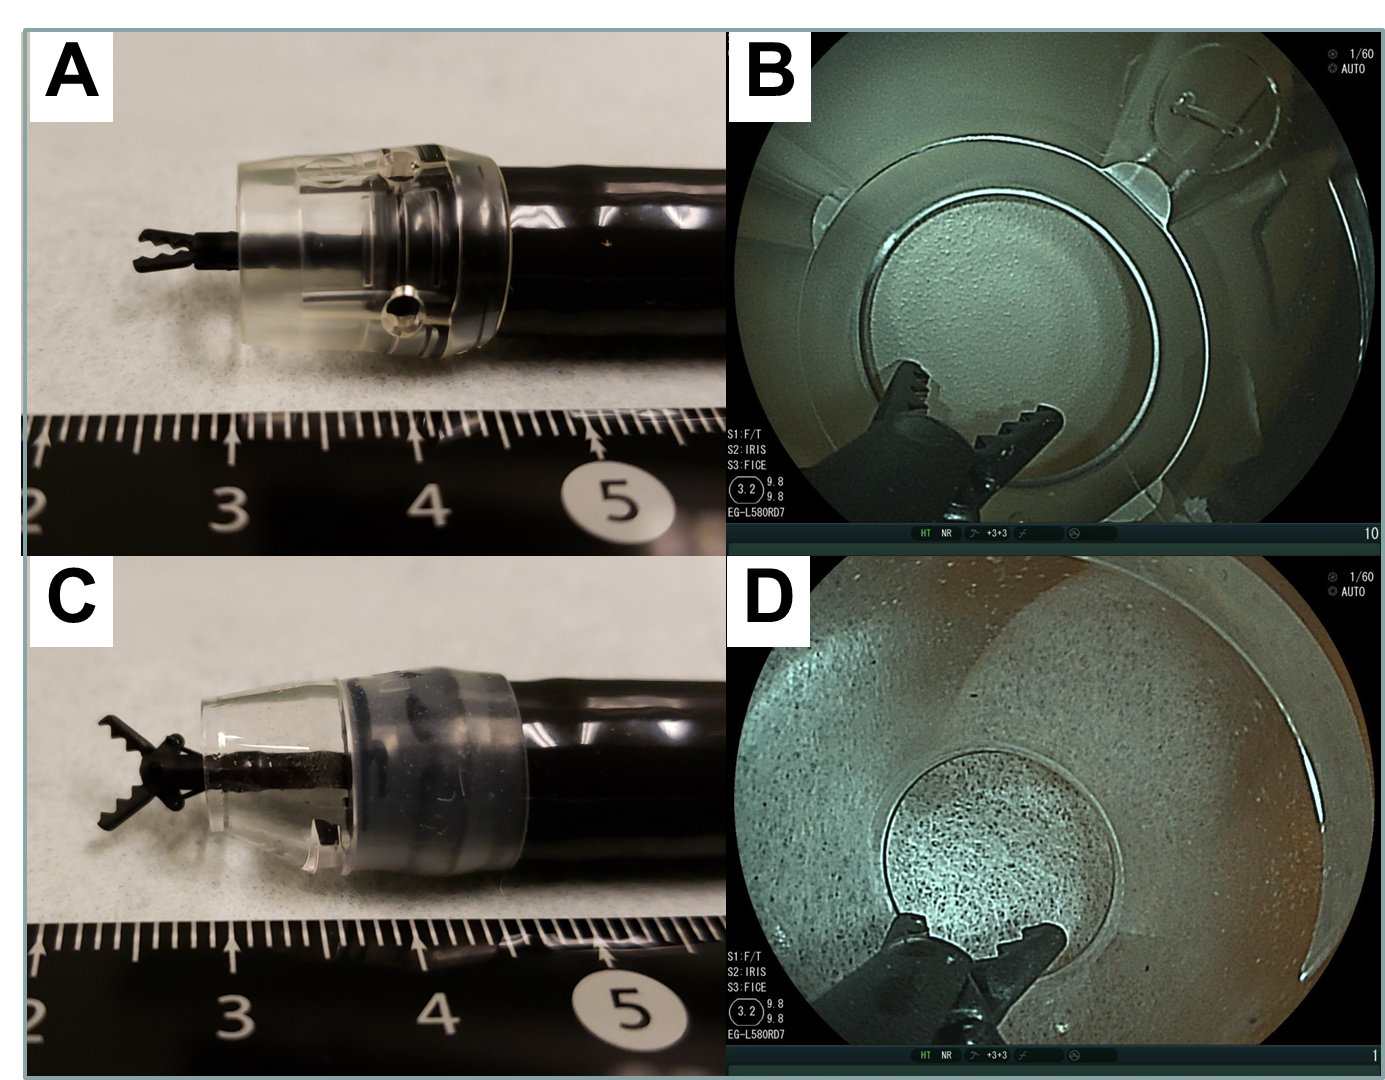 A
2 3 4 5
B
1/60
AUTO
S1:F/T
S2:IRIS
S3:FICE
3.2 9.8
9.8
EG-L580RD7
HT NR +3+3
10
C
2 3 4 5
D
1/60
AUTO
S1:F/T
S2:IRIS
S3:FICE
3.2 9.8
9.8
EG-L580RD7
HT NR +3+3
1